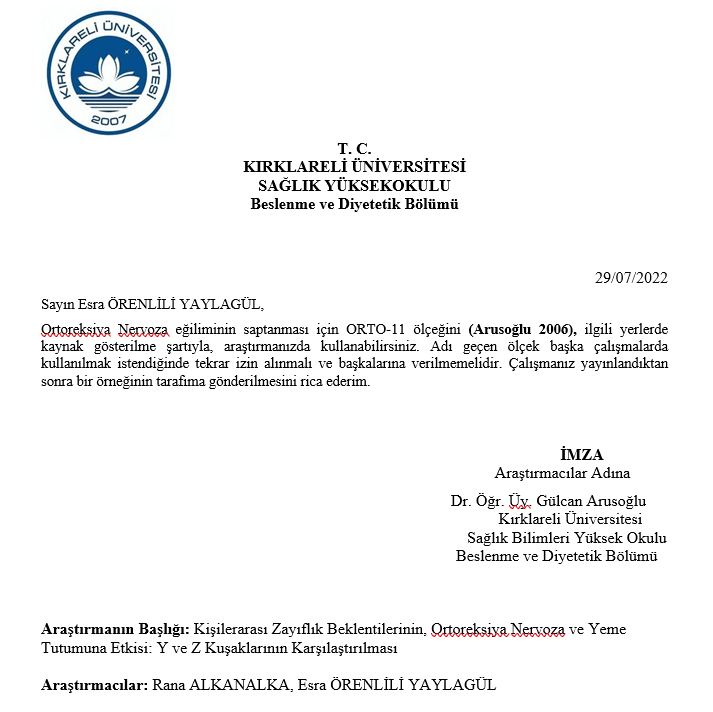 KIRKLARELİ ÜNİVERSİTESİ
2007
T. C.
KIRKLARELİ ÜNİVERSİTESİ
SAĞLIK YÜKSEKOKULU
Beslenme ve Diyetetik Bölümü
29/07/2022
Sayın Esra ÖRENLİLİ YAYLAGÜL,
Ortoreksiya Nervoza eğiliminin saptanması için ORTO-11 ölçeğini (Arusoğlu 2006), ilgili yerlerde
kaynak gösterilme şartıyla, araştırmanızda kullanabilirsiniz. Adı geçen ölçek başka çalışmalarda
kullanılmak istendiğinde tekrar izin alınmalı ve başkalarına verilmemelidir. Çalışmanız yayınlandıktan
sonra bir örneğinin tarafıma gönderilmesini rica ederim.
İMZA
Araştırmacılar Adına
Dr. Öğr. Üy. Gülcan Arusoğlu
Kırklareli Üniversitesi
Sağlık Bilimleri Yüksek Okulu
Beslenme ve Diyetetik Bölümü
Araştırmanın Başlığı: Kişilerarası Zayıflık Beklentilerinin, Ortoreksiya Nervoza ve Yeme
Tutumuna Etkisi: Y ve Z Kuşaklarının Karşılaştırılması
Araştırmacılar: Rana ALKANALKA, Esra ÖRENLİLİ YAYLAGÜL